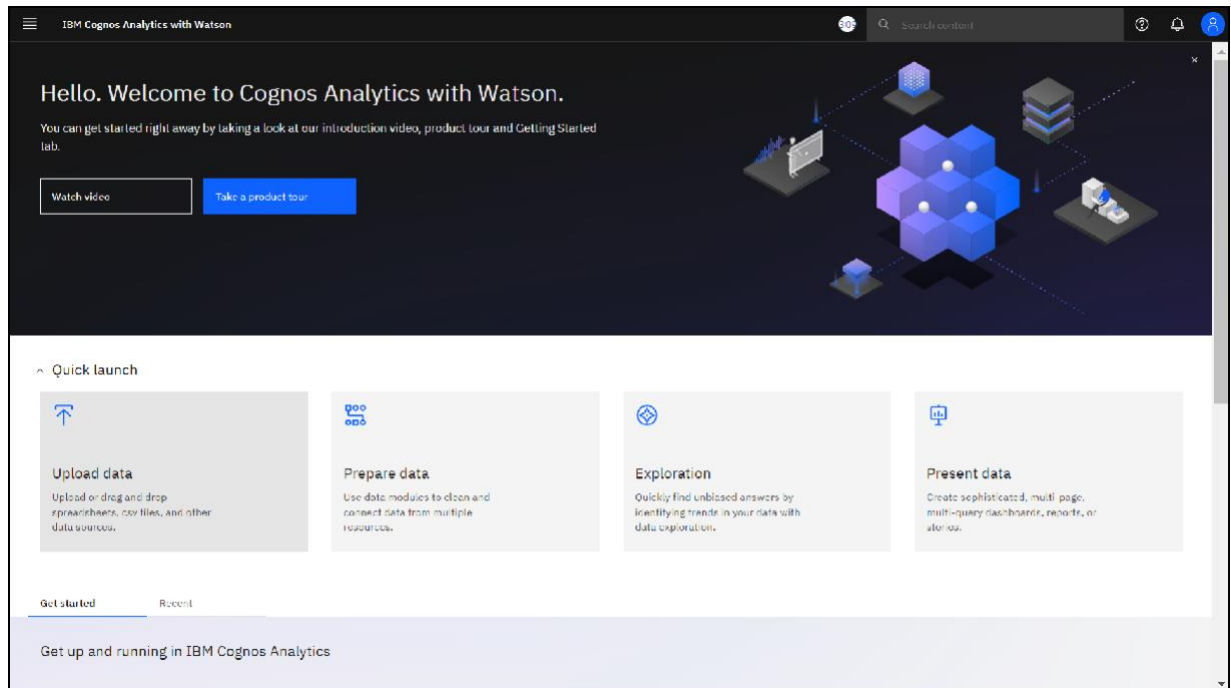 IBM Cognos Analytics with Watson
Search content
Hello. Welcome to Cognos Analytics with Watson.
You can get started right away by taking a look at our introduction video, product tour and Getting Started
tab.
Watch video
Take a product tour
Quick launch
Upload data
Upload or drag and drop
spreadsheets, csv files, and other
data sources.
Prepare data
Use data modules to clean and
connect data from multiple
resources.
Exploration
Quickly find unbiased answers by
identifying trends in your data with
data exploration.
Present data
Create sophisticated, multi-page,
multi-query dashboards, reports, or
stories.
Get started
Recent
Get up and running in IBM Cognos Analytics